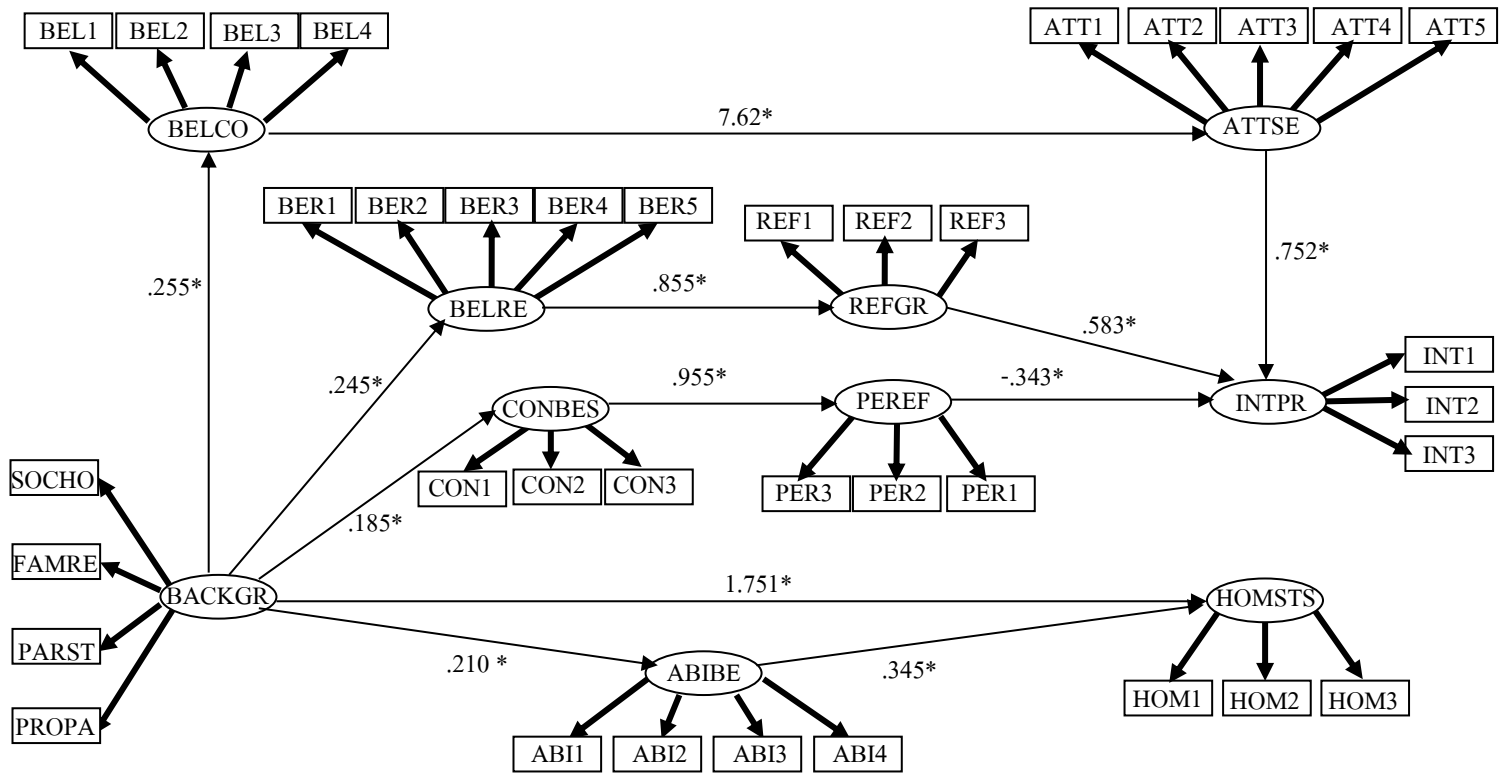 BEL1 BEL2 BEL3 BEL4
ATT1 ATT2 ATT3 ATT4 ATT5
BELCO
7.62*
ATTSE
BER1 BER2 BER3 BER4 BER5
REF1 REF2 REF3
.255*
.752*
BELRE
.855*
REFGR
.583*
.245*
CONBES
.955*
PEREF
-.343*
INTPR
INT1
INT2
INT3
SOCHO
CON1 CON2 CON3
PER3 PER2 PER1
.185*
FAMRE
BACKGR
1.751*
HOMSTS
PARST
.210 *
ABIBE
.345*
HOM1 HOM2 HOM3
PROPA
ABI1 ABI2 ABI3 ABI4